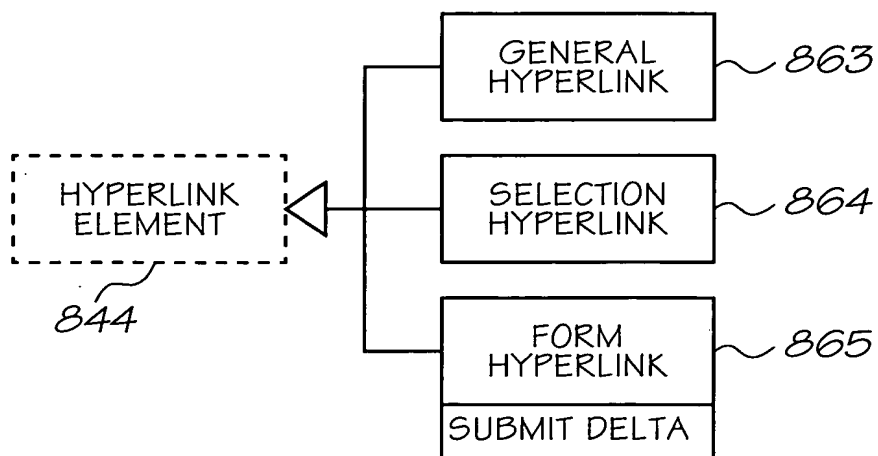 GENERAL
HYPERLINK
863
HYPERLINK
ELEMENT
844
SELECTION
HYPERLINK
864
FORM
HYPERLINK
865
SUBMIT DELTA